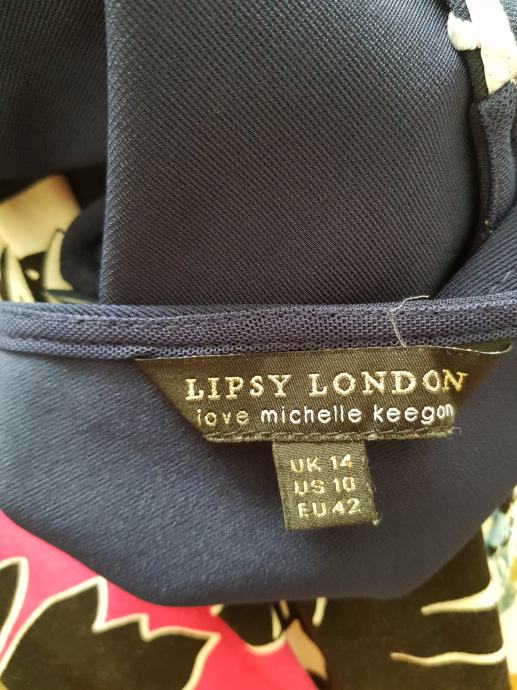 LIPSY LONDON
love michelle keegan
UK 14
US 10
EU 42